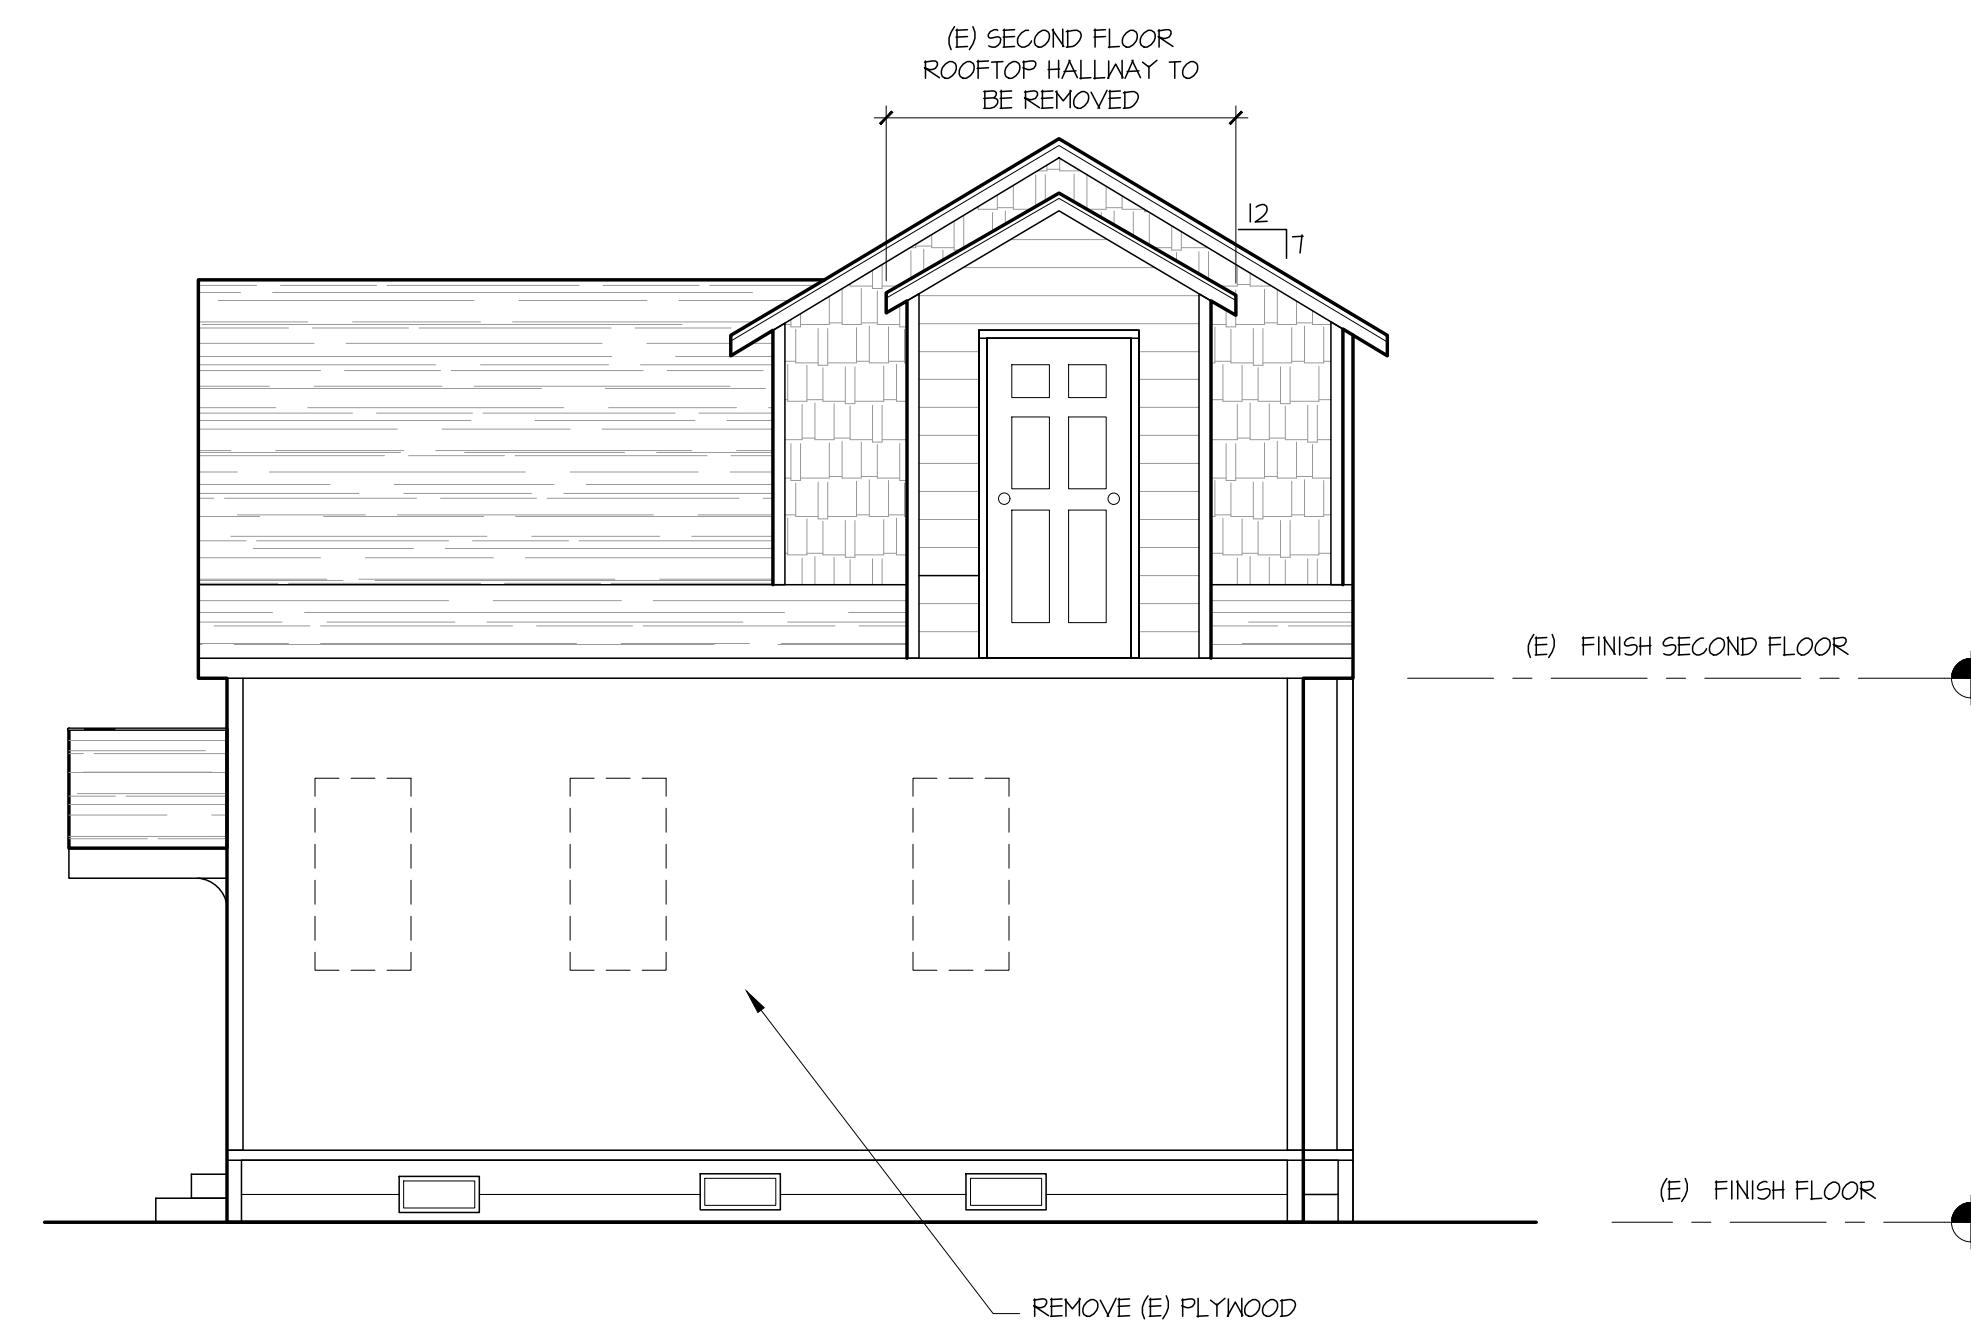 (E) SECOND FLOOR
ROOFTOP HALLWAY TO
BE REMOVED
12
7
(E) FINISH SECOND FLOOR
(E) FINISH FLOOR
REMOVE (E) PLYWOOD